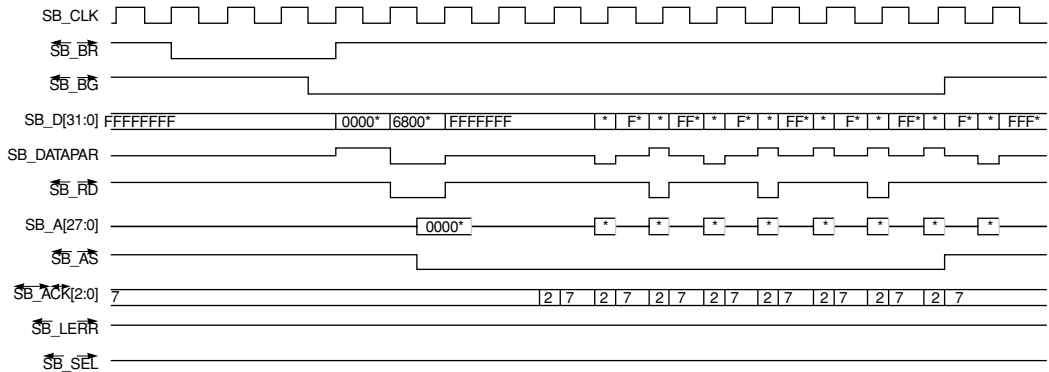 SB_CLK
SB_BR
SB_BG
SB_D[31:0] FFFFFFFF 0000* 6800* FFFFFFF * F* * FF* * F* * FF* * F* * FF* * F* * FFF*
SB_DATAPAR
SB_RD
SB_A[27:0] 0000* * * * * * * * *
SB_AS
SB_ACK[2:0] 7 2 7 2 7 2 7 2 7 2 7 2 7 2 7 2 7
SB_LERR
SB_SEL